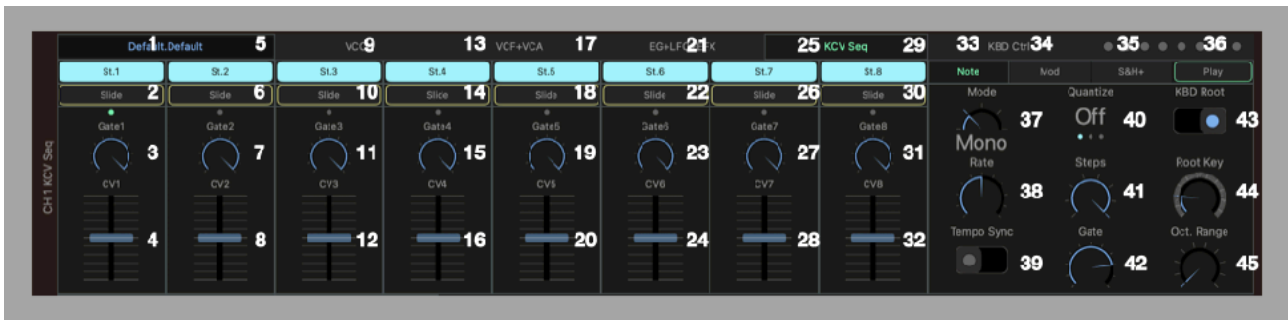 Default.Default 1 5 VCO 9 13 VCF+VCA 17 EG+LFO 21 FX 25 KCV Seq 29 33 KBD Ctrl 34 35 36
St.1 St.2 St.3 St.4 St.5 St.6 St.7 St.8 Note Mod S&H+ Play
Slide 2 Slide 6 Slide 10 Slide 14 Slide 18 Slide 22 Slide 26 Slide 30
Mode Quantize KBD Root
Off
37 40 43
Gate1 Gate2 Gate3 Gate4 Gate5 Gate6 Gate7 Gate8
Mono
3 7 11 15 19 23 27 31
Rate Steps Root Key
CV1 CV2 CV3 CV4 CV5 CV6 CV7 CV8
38 41 44
CH1 KCV Seq
Tempo Sync Gate Oct. Range
4 8 12 16 20 24 28 32
39 42 45